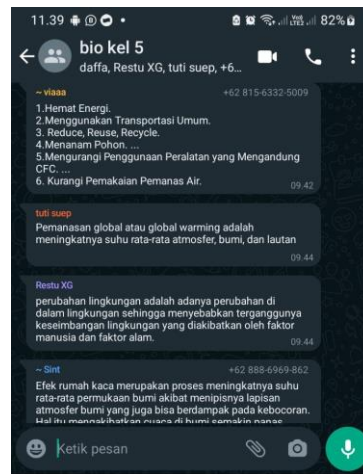 11.39
82%
bio kel 5
daffa, Restu XG, tuti suep, +6...
~ viaaa +62 815-6332-5009
1.Hemat Energi.
2.Menggunakan Transportasi Umum.
3. Reduce, Reuse, Recycle.
4.Menanam Pohon. ...
5.Mengurangi Penggunaan Peralatan yang Mengandung
CFC. ...
6. Kurangi Pemakaian Pemanas Air.
09.42
tuti suep
Pemanasan global atau global warming adalah
meningkatnya suhu rata-rata atmosfer, bumi, dan lautan
09.44
Restu XG
perubahan lingkungan adalah adanya perubahan di
dalam lingkungan sehingga menyebabkan terganggunya
keseimbangan lingkungan yang diakibatkan oleh faktor
manusia dan faktor alam.
09.44
~ Sint +62 888-6969-862
Efek rumah kaca merupakan proses meningkatnya suhu
rata-rata permukaan bumi akibat menipisnya lapisan
atmosfer bumi yang juga bisa berdampak pada kebocoran.
Hal itu mengakibatkan cuaca di bumi semakin panas
Ketik pesan